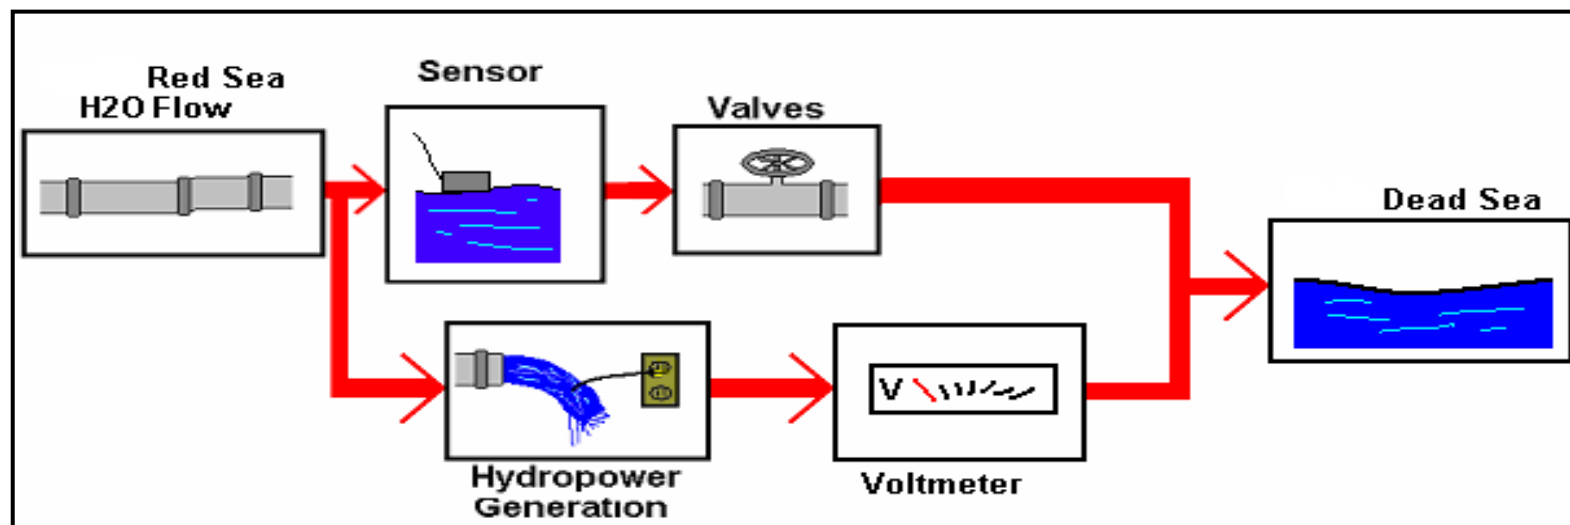 Red Sea
H2O Flow
Sensor
Valves
Dead Sea
Hydropower
Generation
V
Voltmeter